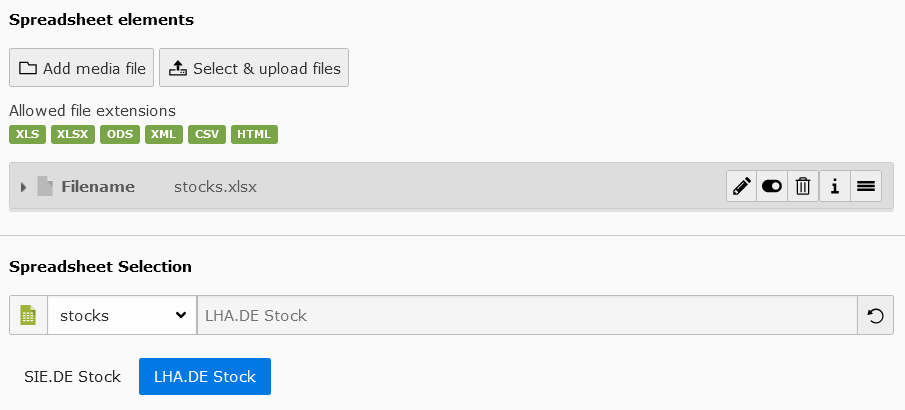 Spreadsheet elements
Add media file Select & upload files
Allowed file extensions
XLS XLSX ODS XML CSV HTML
Filename stocks.xlsx
Spreadsheet Selection
stocks LHA.DE Stock
SIE.DE Stock LHA.DE Stock